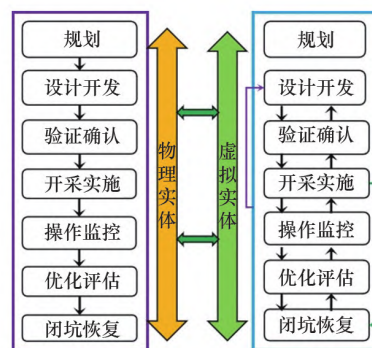 规划
设计开发
验证确认
开采实施
操作监控
优化评估
闭坑恢复
物理实体
虚拟实体
规划
设计开发
验证确认
开采实施
操作监控
优化评估
闭坑恢复